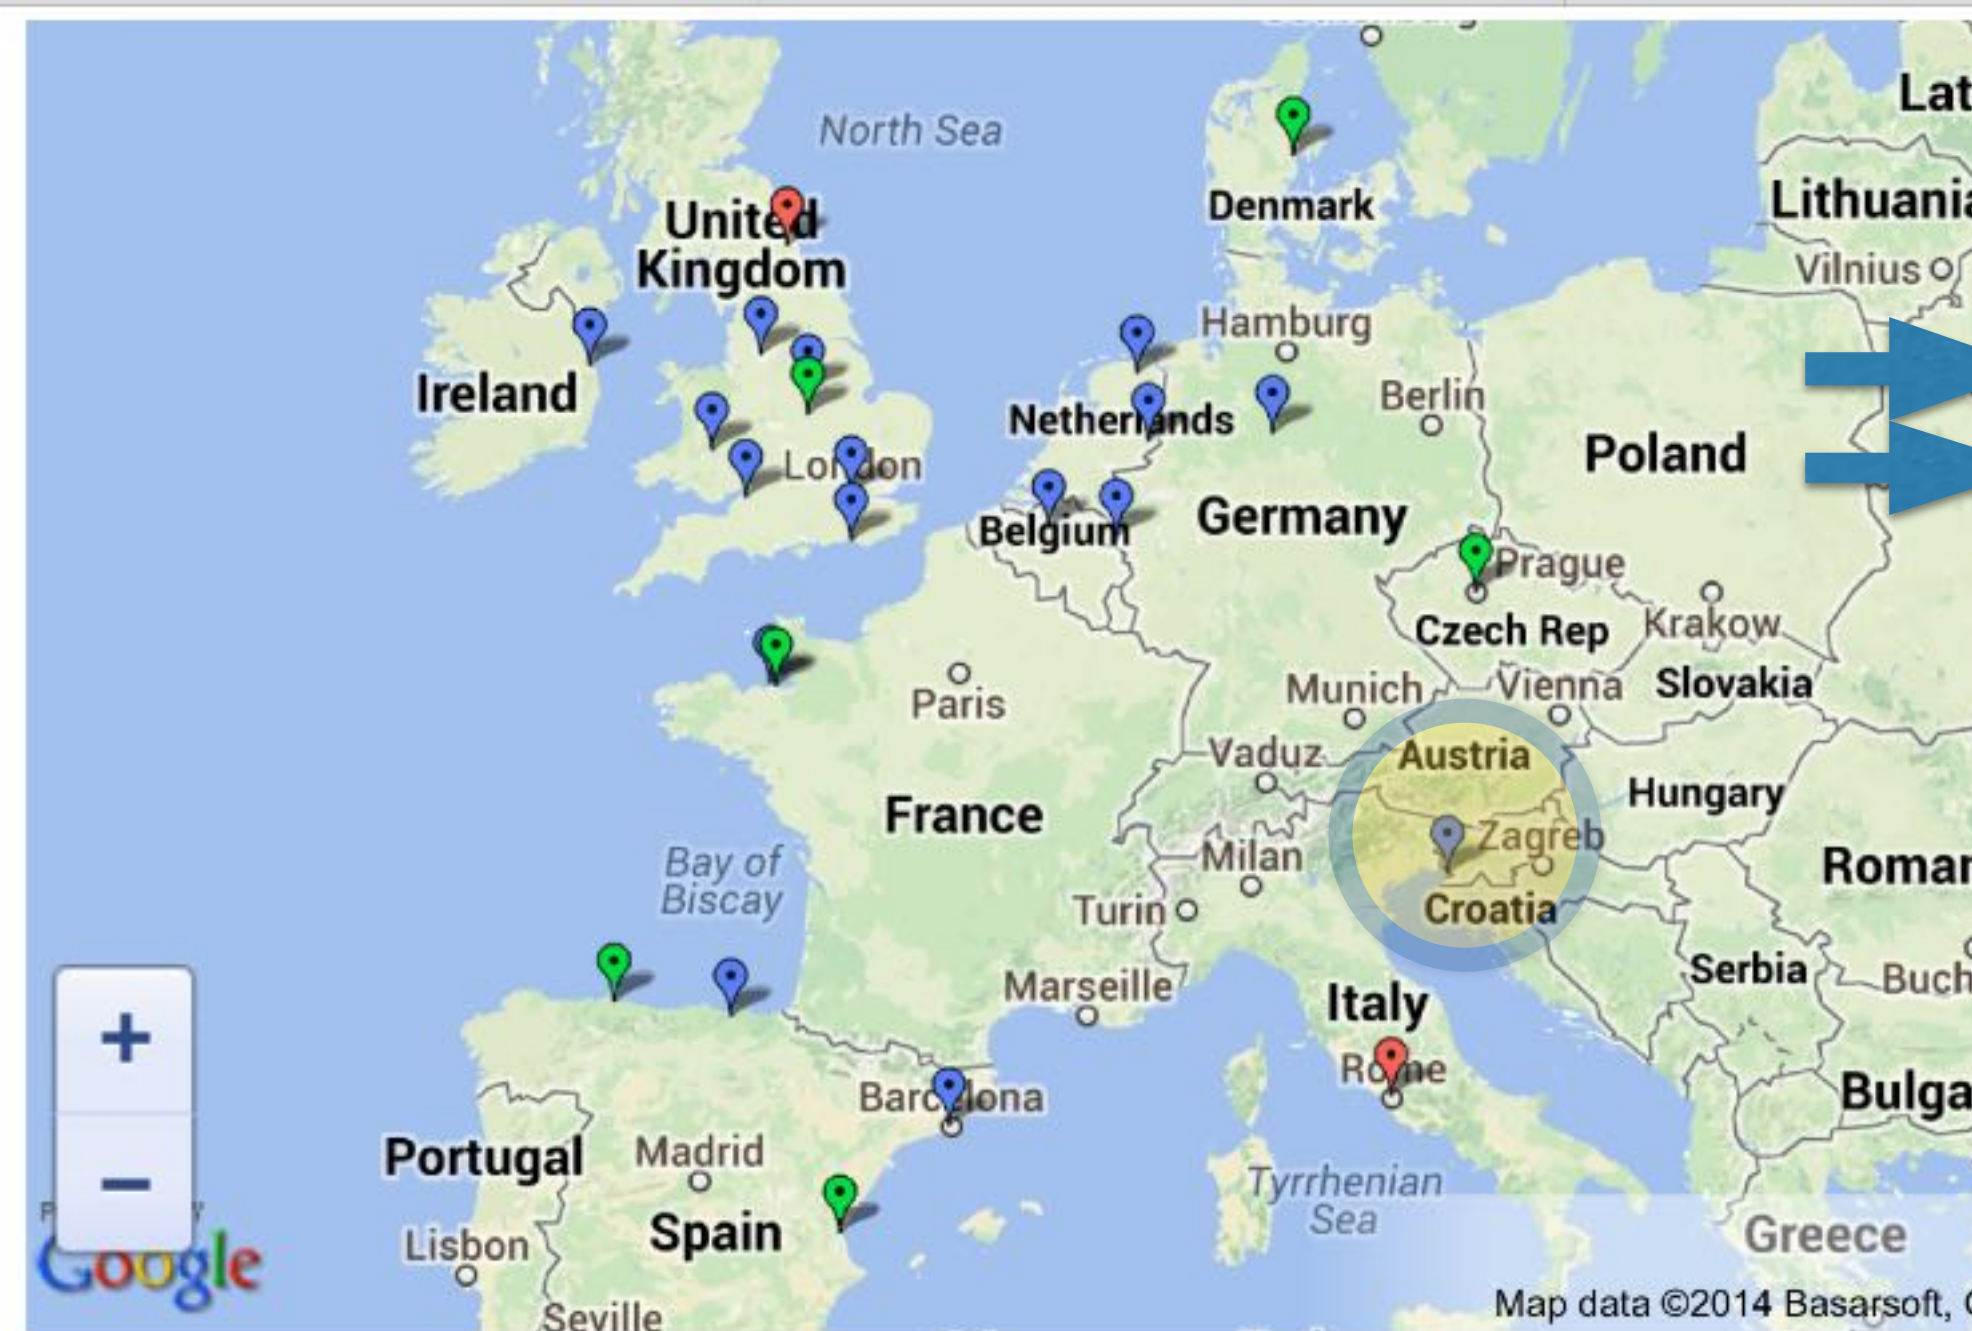 North Sea
Lat
United
Kingdom
Denmark
Lithuania
Vilnius
Hamburg
Ireland
Netherlands
Berlin
London
Poland
Belgium
Germany
Prague
Czech Rep
Krakow
Paris
Munich
Vienna
Slovakia
Vaduz
Austria
Hungary
France
Milan
Zagreb
Bay of
Biscay
Roman
Turin
Croatia
Serbia
Buch
Marseille
Italy
Rome
+
Barcelona
Bulga
Portugal
Madrid
−
Tyrrhenian
Sea
Spain
Greece
Lisbon
Google
Seville
Map data ©2014 Basarsoft,